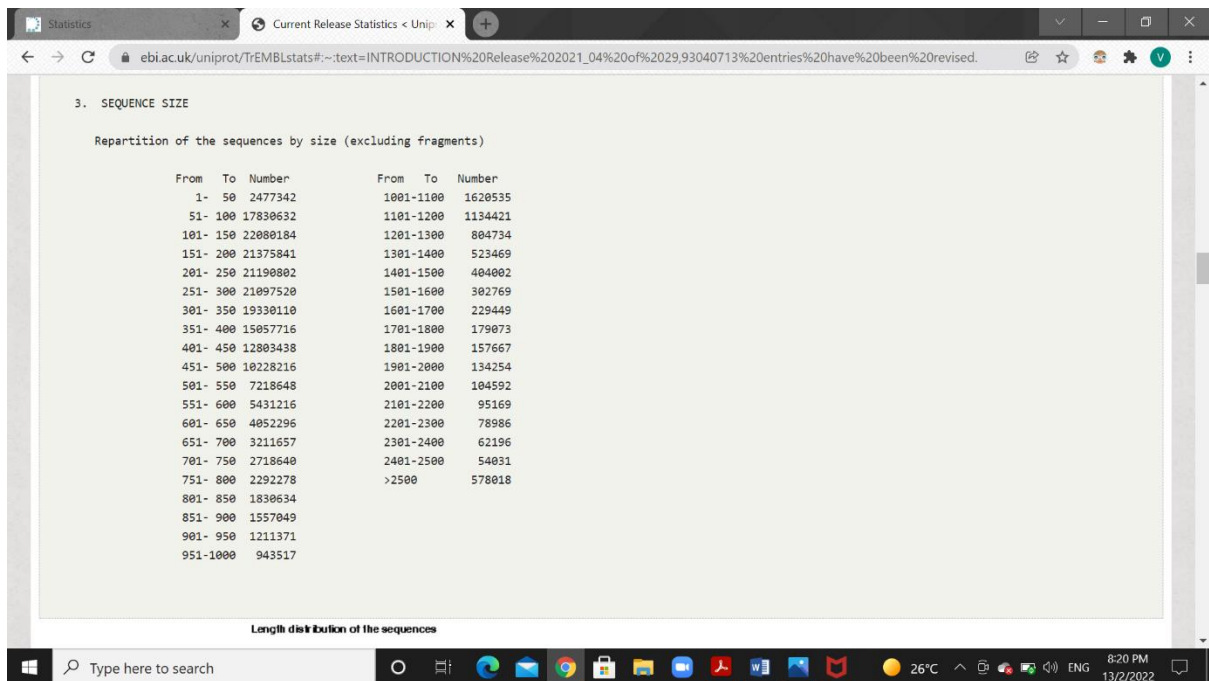 Statistics
Current Release Statistics < Unip
ebi.ac.uk/uniprot/TrEMBLstats#:~:text=INTRODUCTION%20Release%202021_04%20of%2029,93040713%20entries%20have%20been%20revised.
V
3. SEQUENCE SIZE
Repartition of the sequences by size (excluding fragments)
From To Number From To Number
1- 50 2477342 1001-1100 1620535
51- 100 17830632 1101-1200 1134421
101- 150 22080184 1201-1300 804734
151- 200 21375841 1301-1400 523469
201- 250 21190802 1401-1500 404002
251- 300 21097520 1501-1600 302769
301- 350 19330110 1601-1700 229449
351- 400 15057716 1701-1800 179073
401- 450 12803438 1801-1900 157667
451- 500 10228216 1901-2000 134254
501- 550 7218648 2001-2100 104592
551- 600 5431216 2101-2200 95169
601- 650 4052296 2201-2300 78986
651- 700 3211657 2301-2400 62196
701- 750 2718640 2401-2500 54031
751- 800 2292278 >2500 578018
801- 850 1830634
851- 900 1557049
901- 950 1211371
951-1000 943517
Length distribution of the sequences
Type here to search
26°C
ENG
8:20 PM
13/2/2022